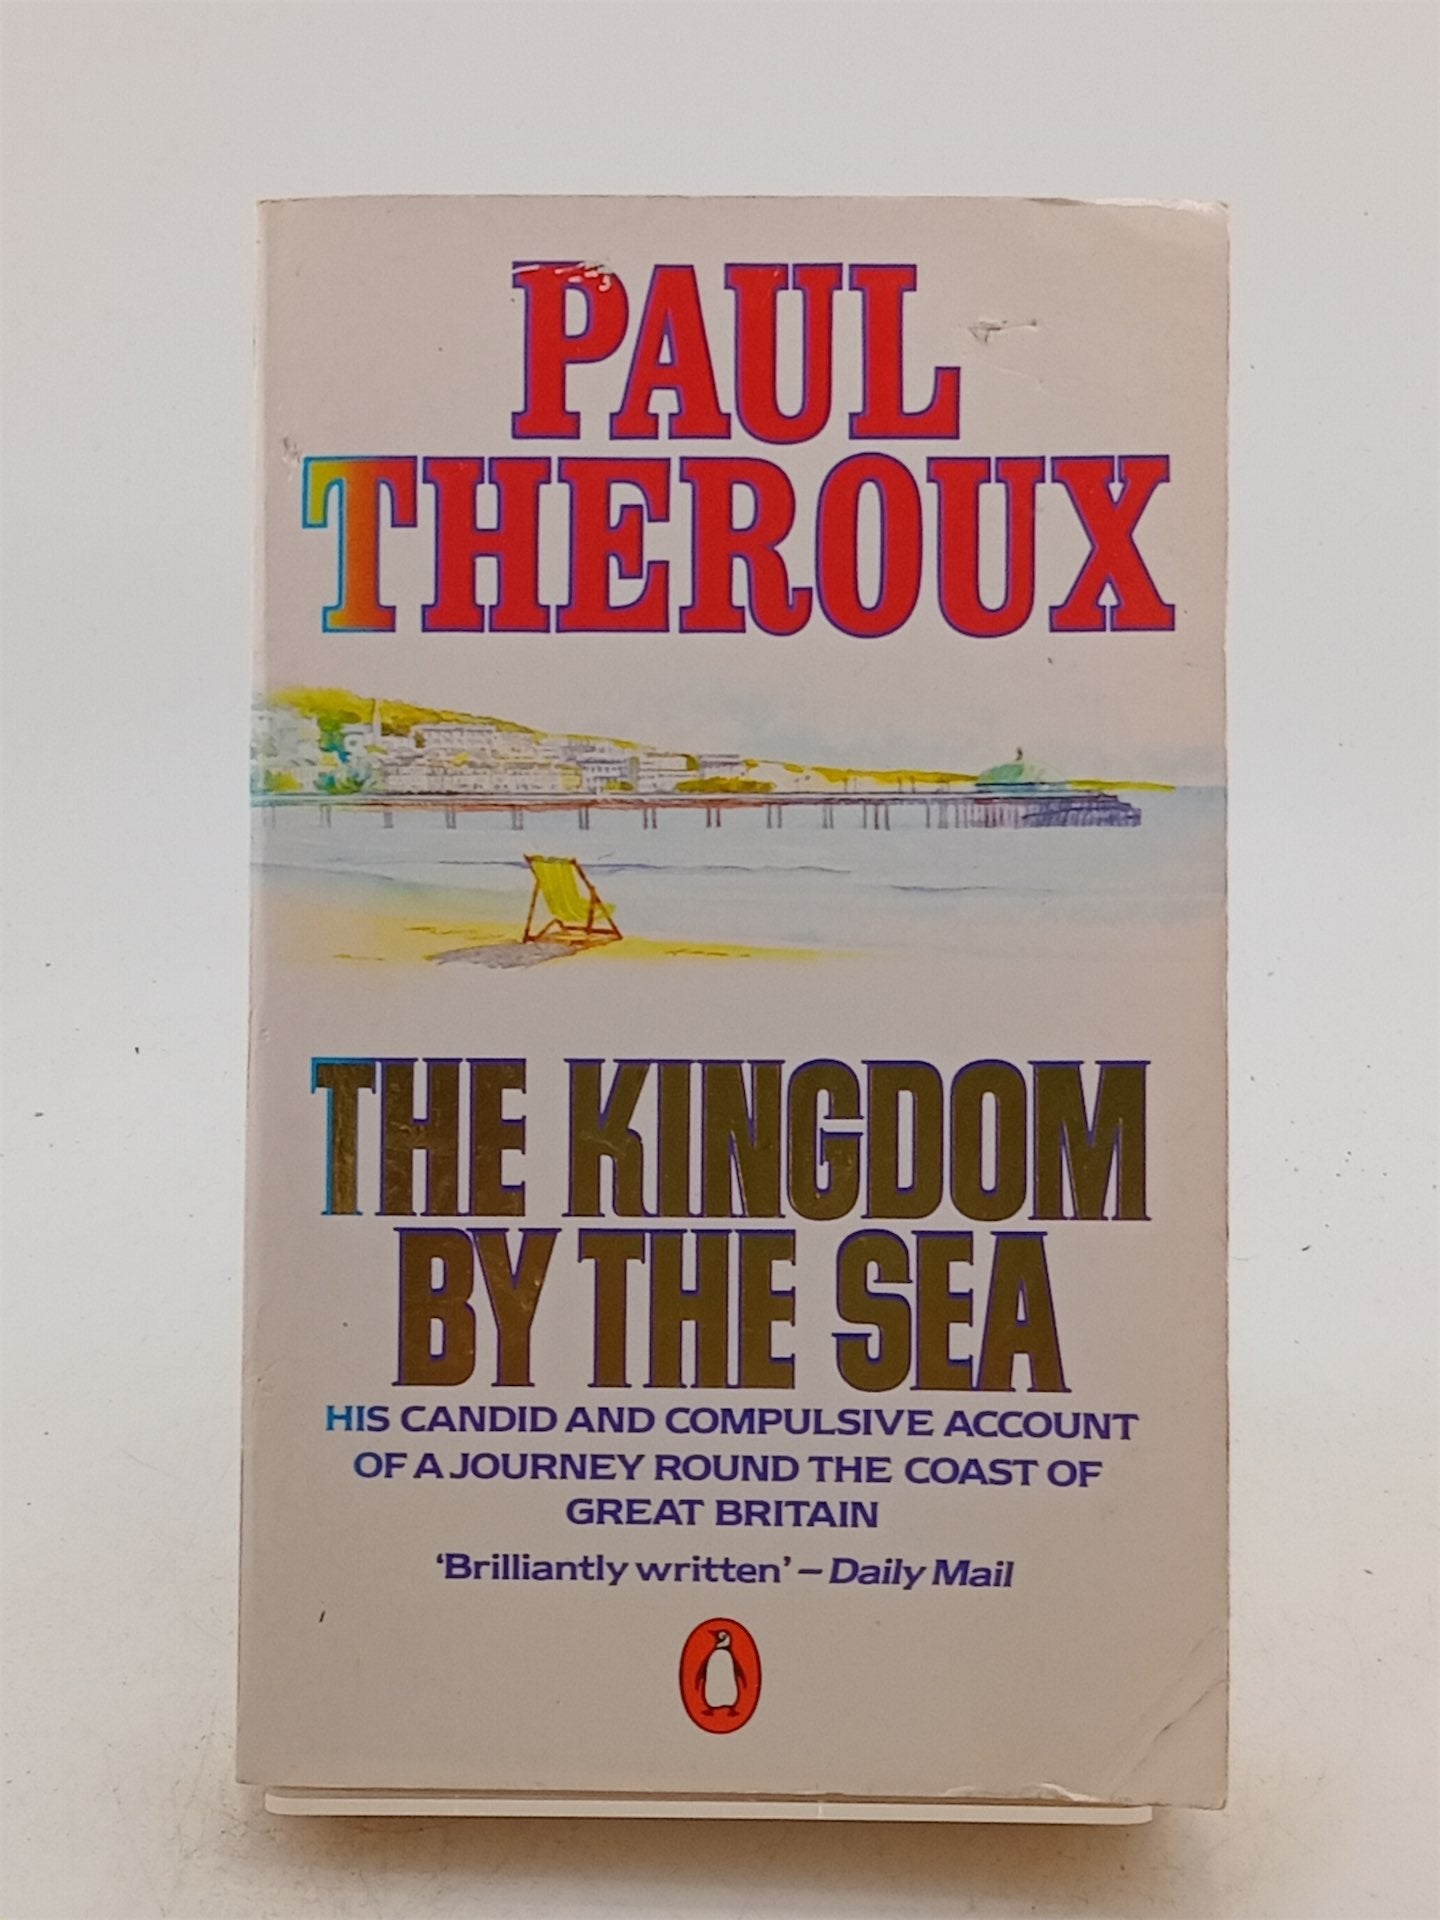 PAUL
THEROUX
THE KINGDOM
BY THE SEA
HIS CANDID AND COMPULSIVE ACCOUNT
OF A JOURNEY ROUND THE COAST OF
GREAT BRITAIN
‘Brilliantly written’ – Daily Mail